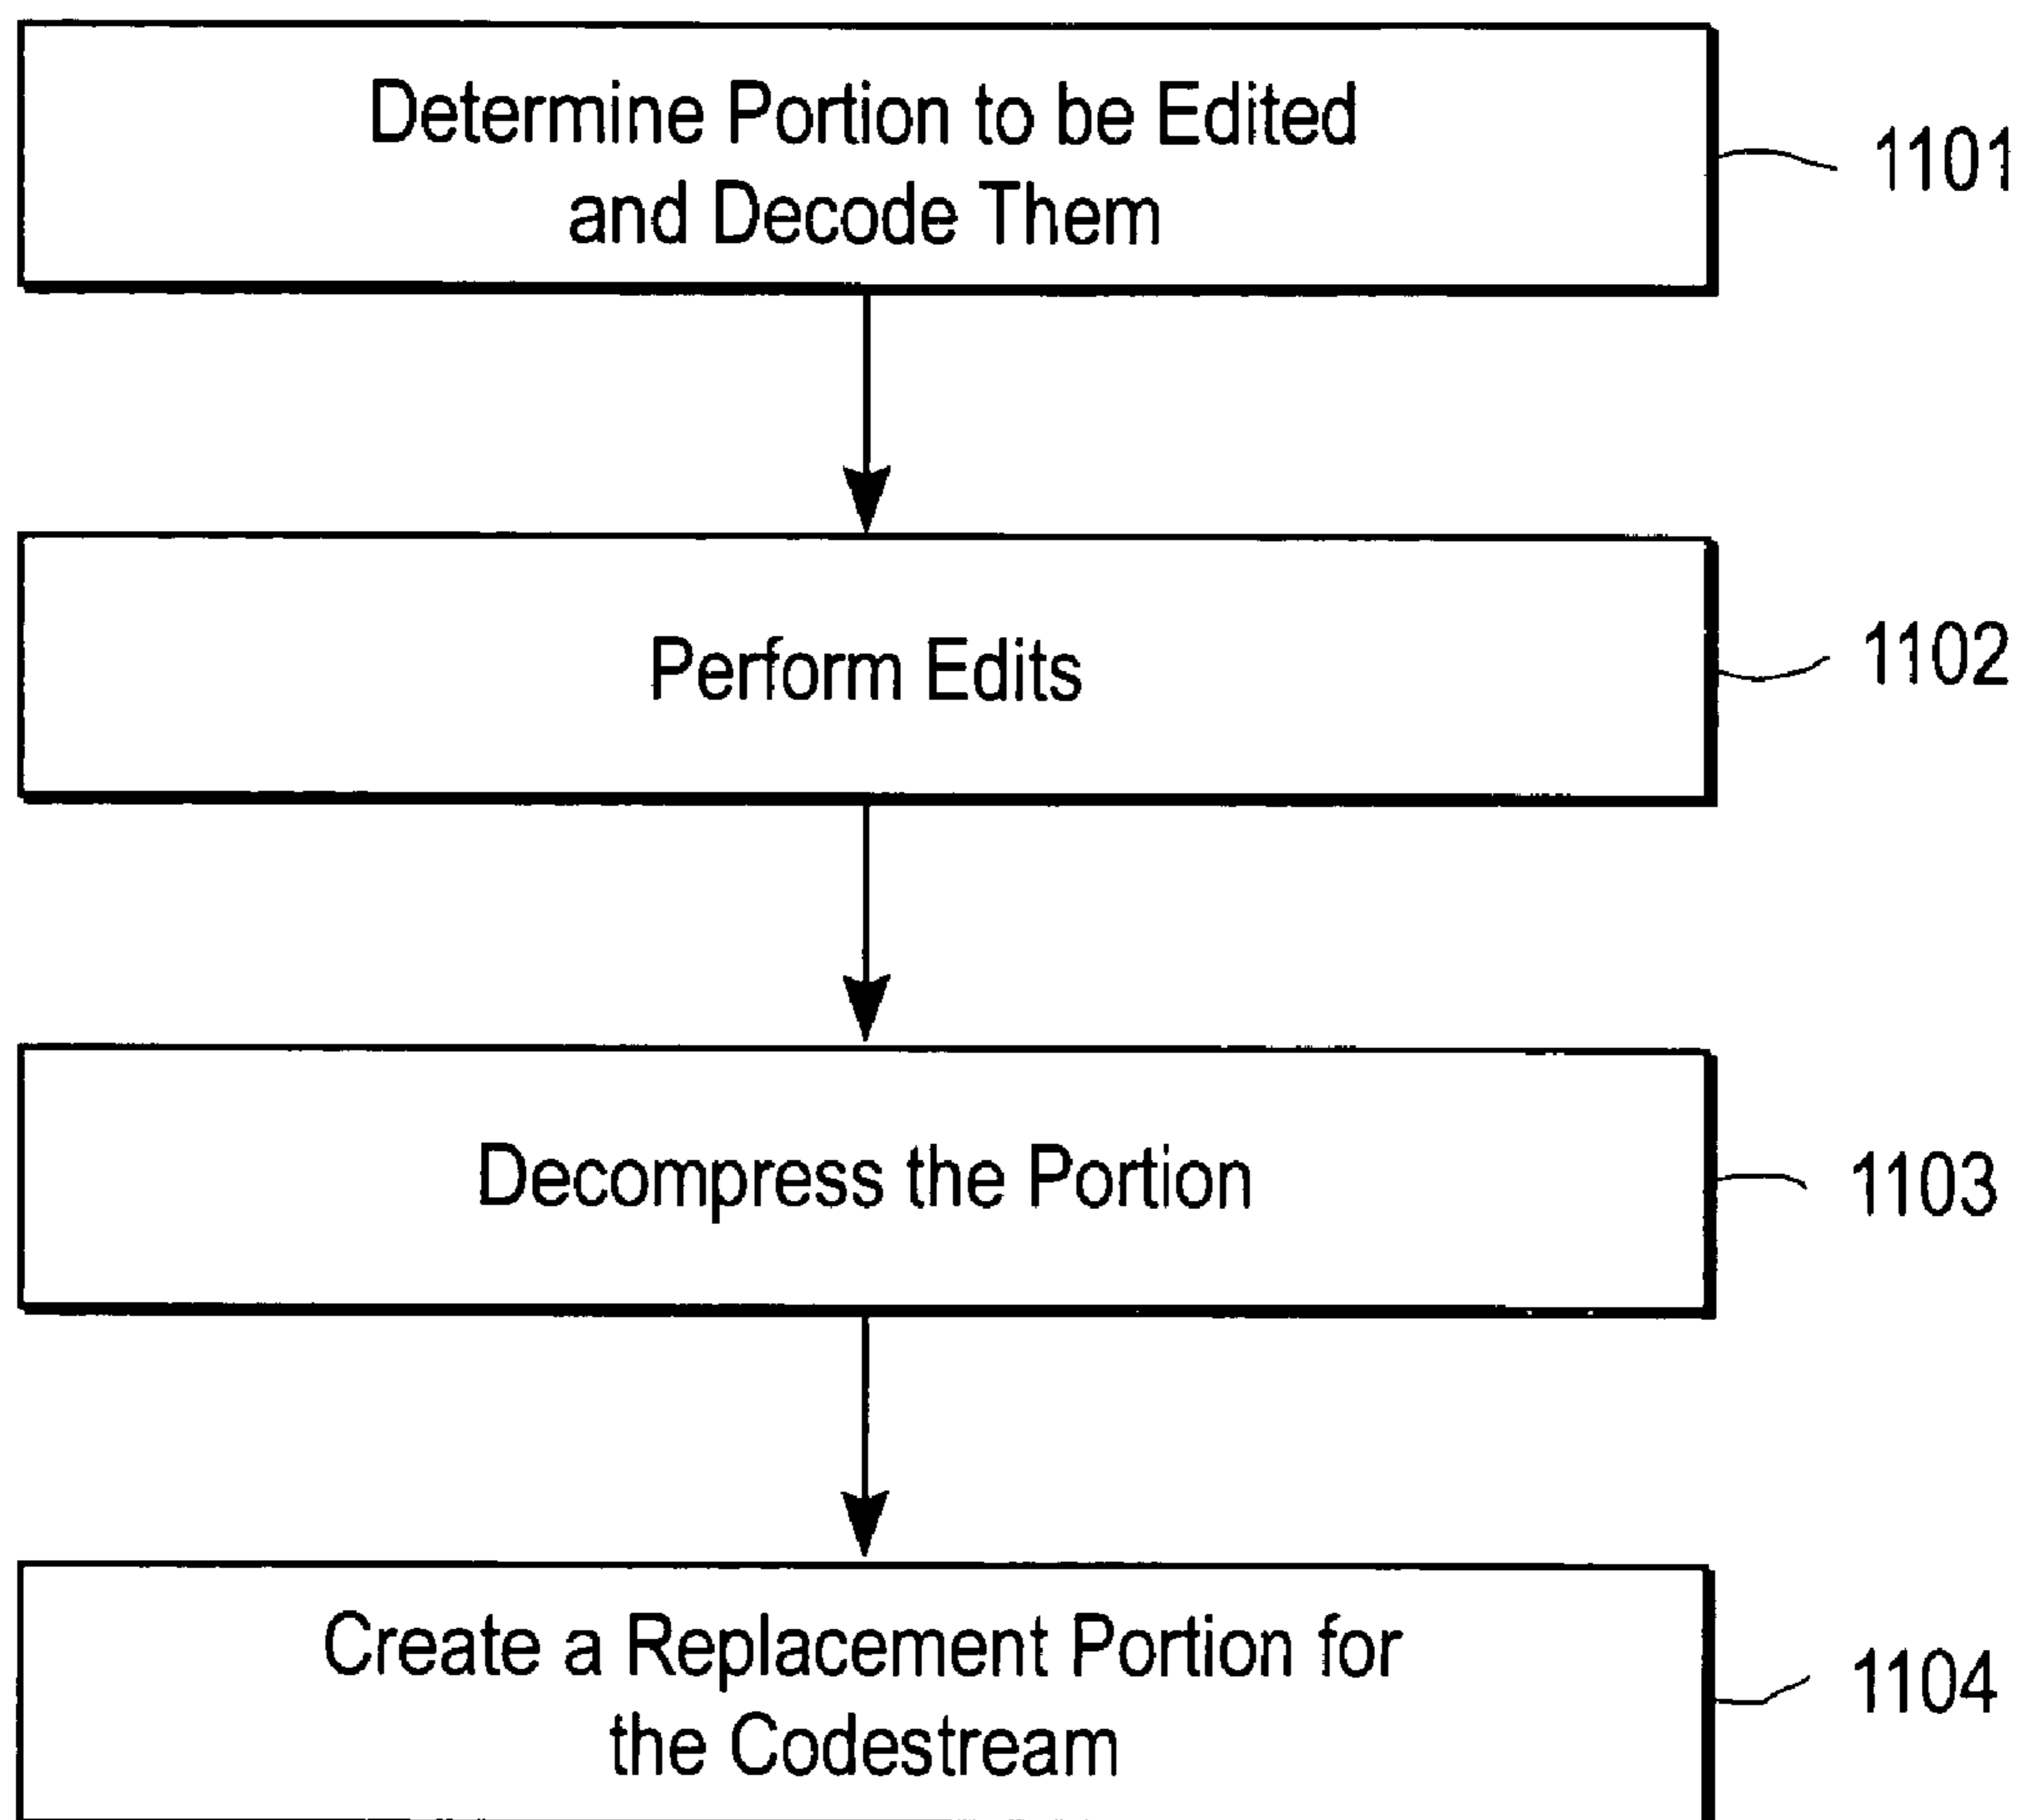 Determine Portion to be Edited
and Decode Them
1101
Perform Edits
1102
Decompress the Portion
1103
Create a Replacement Portion for
the Codestream
1104